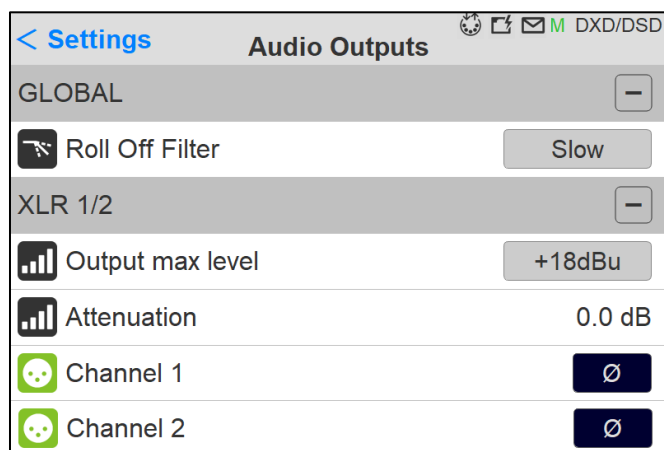 < Settings
Audio Outputs
M DXD/DSD
GLOBAL
Roll Off Filter
Slow
XLR 1/2
Output max level
+18dBu
Attenuation
0.0 dB
Channel 1
Ø
Channel 2
Ø